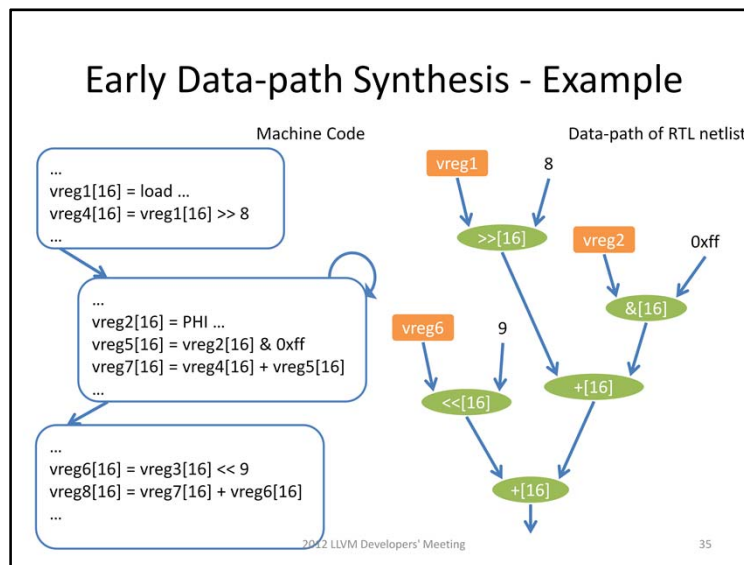 Early Data-path Synthesis - Example
Machine Code
...
vreg1[16] = load ...
vreg4[16] = vreg1[16] >> 8
...
...
vreg2[16] = PHI ...
vreg5[16] = vreg2[16] & 0xff
vreg7[16] = vreg4[16] + vreg5[16]
...
...
vreg6[16] = vreg3[16] << 9
vreg8[16] = vreg7[16] + vreg6[16]
...
Data-path of RTL netlist
vreg1
8
>>[16]
vreg2
0xff
&[16]
vreg6
9
<<[16]
+[16]
+[16]
2012 LLVM Developers' Meeting
35